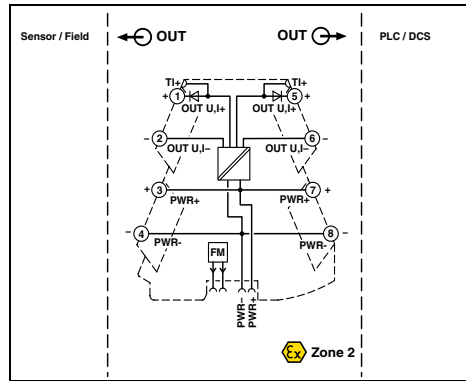 Sensor / Field
OUT
OUT
PLC / DCS
TI+
TI+
+ 1
5 +
OUT U,I+
OUT U,I+
− 2
6 −
OUT U,I−
OUT U,I−
+ 3
7 +
PWR+
PWR+
− 4
8 −
PWR-
PWR-
FM
PWR-
PWR+
Ex Zone 2